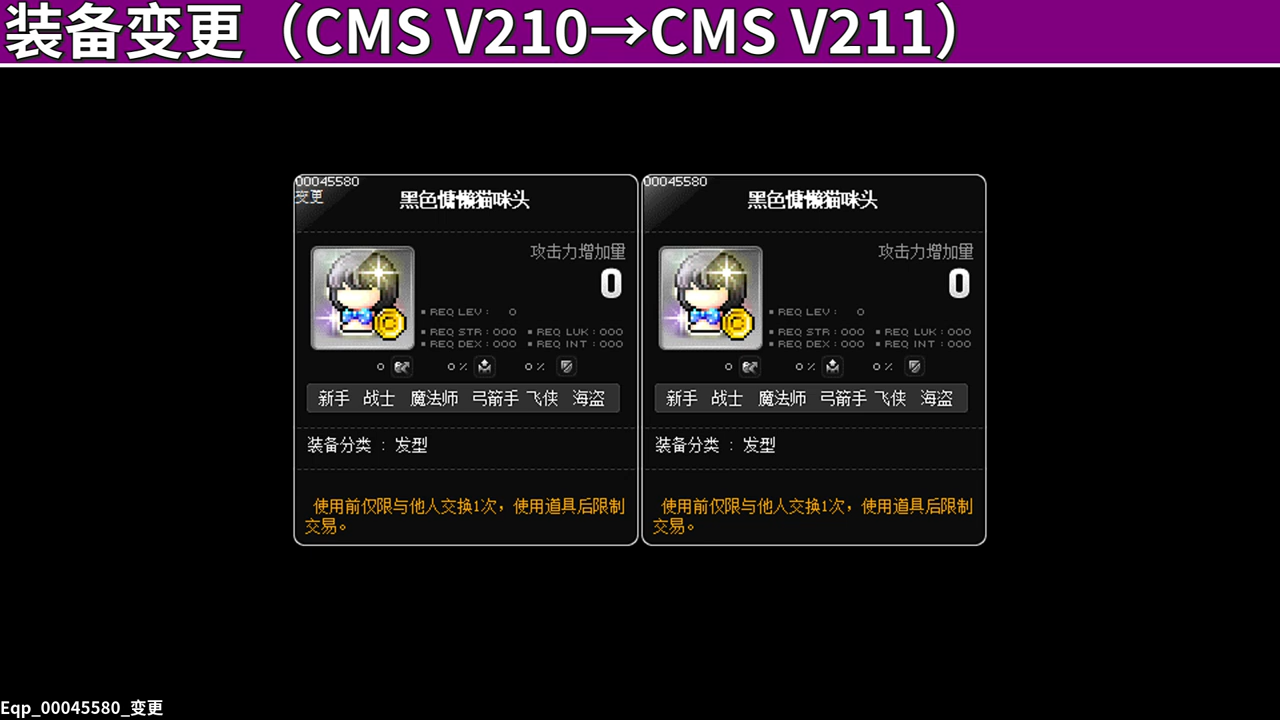 装备变更（CMS V210→CMS V211）
00045580
变更
黑色慵懒猫咪头
攻击力增加量
0
REQ LEV : 0
REQ STR : 000 REQ LUK : 000
REQ DEX : 000 REQ INT : 000
0 0 % 0 %
新手 战士 魔法师 弓箭手 飞侠 海盗
装备分类 : 发型
使用前仅限与他人交换1次，使用道具后限制
交易。
00045580
黑色慵懒猫咪头
攻击力增加量
0
REQ LEV : 0
REQ STR : 000 REQ LUK : 000
REQ DEX : 000 REQ INT : 000
0 0 % 0 %
新手 战士 魔法师 弓箭手 飞侠 海盗
装备分类 : 发型
使用前仅限与他人交换1次，使用道具后限制
交易。
Eqp_00045580_变更